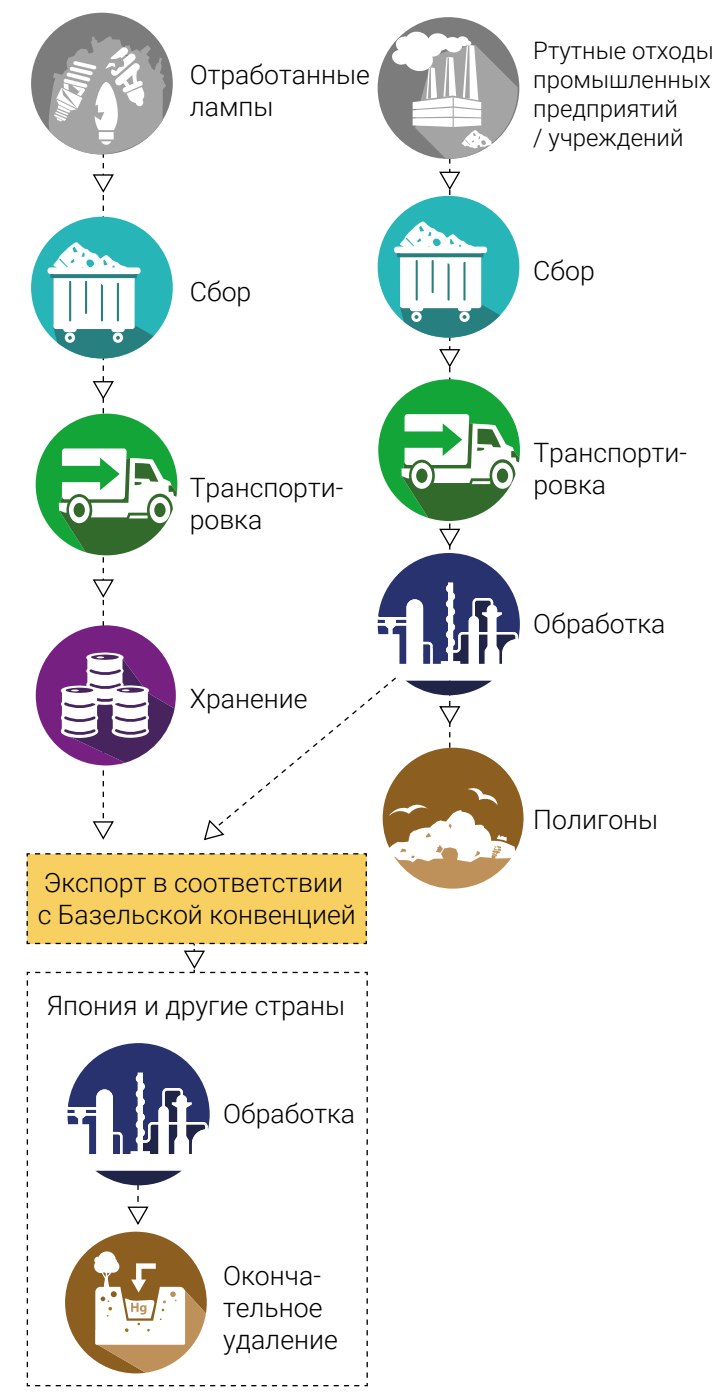 Отработанные
лампы
Сбор
Транспорти-
ровка
Хранение
Ртутные отходы
промышленных
предприятий
/ учреждений
Сбор
Транспорти-
ровка
Обработка
Полигоны
Экспорт в соответствии
с Базельской конвенцией
Япония и другие страны
Обработка
Hg
Оконча-
тельное
удаление